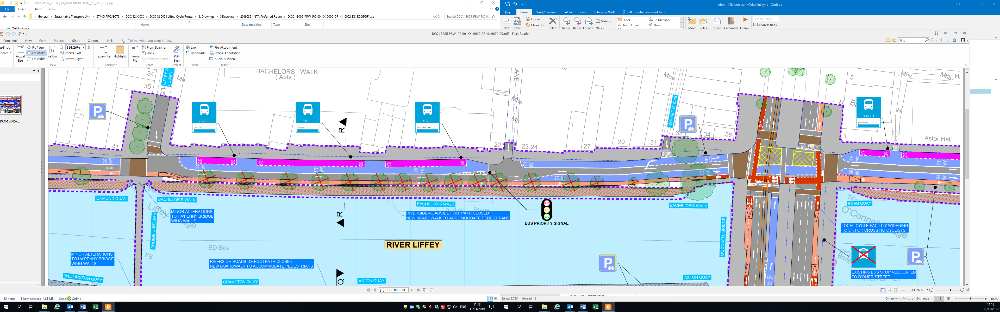 DCC-18005-PRW_PC-00_XX_0000-DR-KK-0002_D3_R03(PDF).zip
File Home Share View
General Sustainable Transport Unit STMG PROJECTS DCC 12 XXXX DCC 12 0008 Liffey Cycle Route 8. Drawings XReceived 20190321 NTA Preferred Route DCC-18005-PRW_PC-00_XX_0000-DR-KK-0002_D3_R03(PDF).zip
Search DCC-18005-PRW_PC-0...
Quick access
Name Date modified Type Size
Inbox - kilian.mccrann@dublincity.ie - Outlook
File Home Send / Receive Folder View Enterprise Vault Tell me what you want to do...
New New
Ignore
Clean Up
Delete
Reply Reply Forward
Meeting
SUMI
Team Email
To Manager
Done
Move Rules
Unread/ Categorize Follow
Search People
Address Book
DCC-18005-PRW_PC-00_XX_0000-DR-KK-0002-09.pdf - Foxit Reader
Comment View Form Protect Share Connect Help Tell me what you want to do..
Find
apShot
board
Actual
Size
Fit Page
Fit Width
Fit Visible
Reflow
314.26%
Rotate Left
Rotate Right
View
Typewriter Highlight
Comment
From
File
From Scanner
Blank
From Clipboard
Create
PDF
Sign
Protect
Link
Bookmark
Links
File Attachment
Image Annotation
Audio & Video
Insert
DCC-18005-...
34
35
41
LIFFEY S
LOWER
Mh
BACHELORS WALK
( Apts )
P
7622
Liffey St
315
Liffey St
R
316
Batchelors Walk
LANE
Mhs
Mh
22
23-24
27
29
31
Mhs
BACHELORS WAY
P
32
34
56
NO ENRTY
NO ENRTY
5
Mhs
Mhs.
1
135351
Eden Quay
Astor Hall
BUS
LANA
ORMOND QUAY
BACHELOR'S WALK
HA'PENNY BRIDGE
MINOR ALTERATIONS
TO HA'PENNY BRIDGE
WING WALLS
R
BACHELOR'S WALK
Landing Stage
RIVERSIDE-ROADSIDE FOOTPATH CLOSED
NEW BOARDWALK TO ACCOMMODATE PEDESTRIANS
BUS
BUS
BUS
BUS PRIORITY SIGNAL
BACHELOR'S WALK
O'CONNELL BRIDGE
EDEN QUAY
O'Connell Bridge
LOCAL CYCLE FACILITY WIDENING
TO 3m FOR CROSSING CYCLISTS
RIVER LIFFEY
ED Bdy
FB
MINOR ALTERATIONS
TO HA'PENNY BRIDGE
WING WALLS
RIVERSIDE-ROADSIDE FOOTPATH CLOSED
NEW BOARDWALK TO ACCOMMODATE PEDESTRIANS
WELLINGTON QUAY
CRAMPTON QUAY
Q
ASTON QUAY
P
ASTON QUAY
LANA
BUS
P
EXISTING BUS STOP RELOCATED
TO D'OLIER STREET
[1] DCC-18005-PI
314.26%
12 items 1 item selected 4.81 MB State: Online
Items: 3,765 Unread: 16
Online with: Microsoft Exchange
100%
ENG
11:18
11/11/2019
11:18
11/11/2019